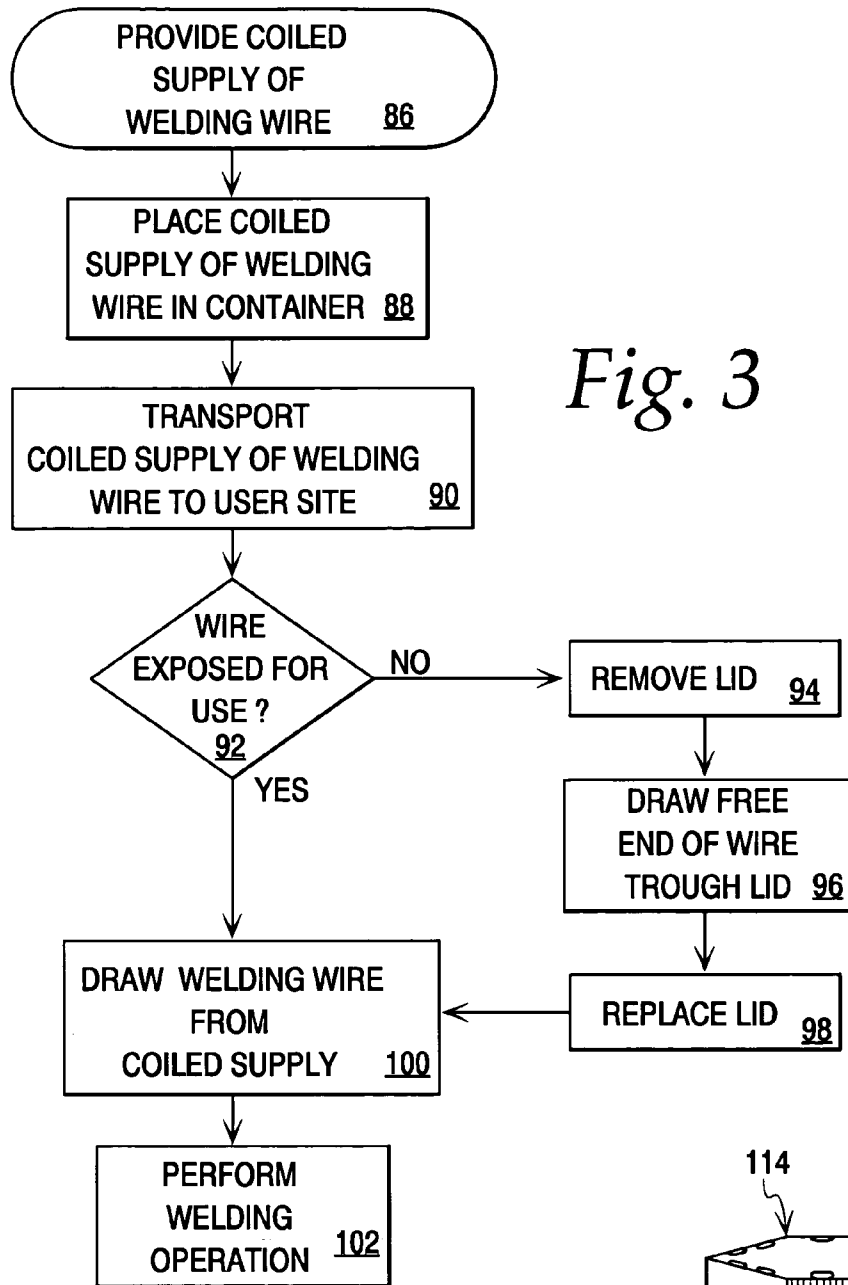 PROVIDE COILED
SUPPLY OF
WELDING WIRE 86
PLACE COILED
SUPPLY OF WELDING
WIRE IN CONTAINER 88
Fig. 3
TRANSPORT
COILED SUPPLY OF WELDING
WIRE TO USER SITE 90
WIRE
EXPOSED FOR
USE ?
92
NO
YES
REMOVE LID 94
DRAW FREE
END OF WIRE
TROUGH LID 96
REPLACE LID 98
DRAW WELDING WIRE
FROM
COILED SUPPLY 100
PERFORM
WELDING
OPERATION 102
114